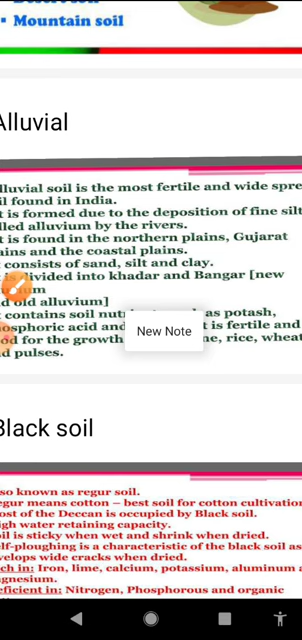 Mountain soil
Alluvial
lluvial soil is the most fertile and wide spre
il found in India.
t is formed due to the deposition of fine silt
lled alluvium by the rivers.
t is found in the northern plains, Gujarat
ains and the coastal plains.
consists of sand, silt and clay.
divided into khadar and Bangar [new
um
d old alluvium]
contains soil nut as potash,
osphoric acid and t is fertile and
od for the growth ne, rice, wheat
d pulses.
New Note
Black soil
so known as regur soil.
egur means cotton – best soil for cotton cultivation
ost of the Deccan is occupied by Black soil.
igh water retaining capacity.
oil is sticky when wet and shrink when dried.
lf-ploughing is a characteristic of the black soil as
velops wide cracks when dried.
ch in: Iron, lime, calcium, potassium, aluminum a
gnesium.
eficient in: Nitrogen, Phosphorous and organic